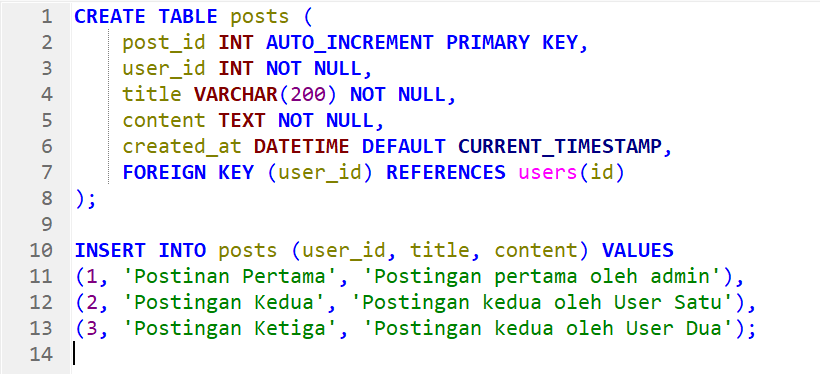 1 CREATE TABLE posts (
2 post_id INT AUTO_INCREMENT PRIMARY KEY,
3 user_id INT NOT NULL,
4 title VARCHAR(200) NOT NULL,
5 content TEXT NOT NULL,
6 created_at DATETIME DEFAULT CURRENT_TIMESTAMP,
7 FOREIGN KEY (user_id) REFERENCES users(id)
8 );
9
10 INSERT INTO posts (user_id, title, content) VALUES
11 (1, 'Postinan Pertama', 'Postingan pertama oleh admin'),
12 (2, 'Postingan Kedua', 'Postingan kedua oleh User Satu'),
13 (3, 'Postingan Ketiga', 'Postingan kedua oleh User Dua');
14